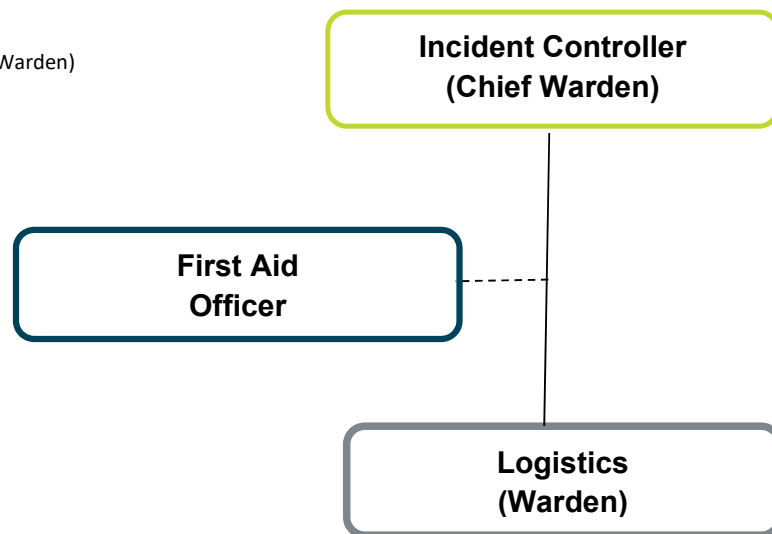 Incident Controller
(Chief Warden)
Warden)
First Aid
Officer
Logistics
(Warden)